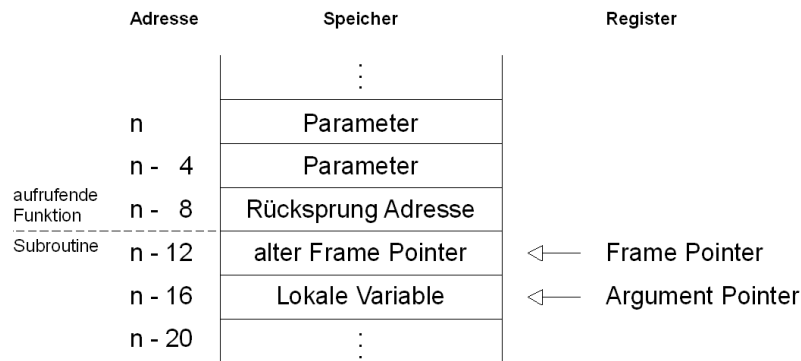 Adresse Speicher Register
n Parameter
n - 4 Parameter
aufrufende
Funktion
n - 8 Rücksprung Adresse
Subroutine
n - 12 alter Frame Pointer Frame Pointer
n - 16 Lokale Variable Argument Pointer
n - 20